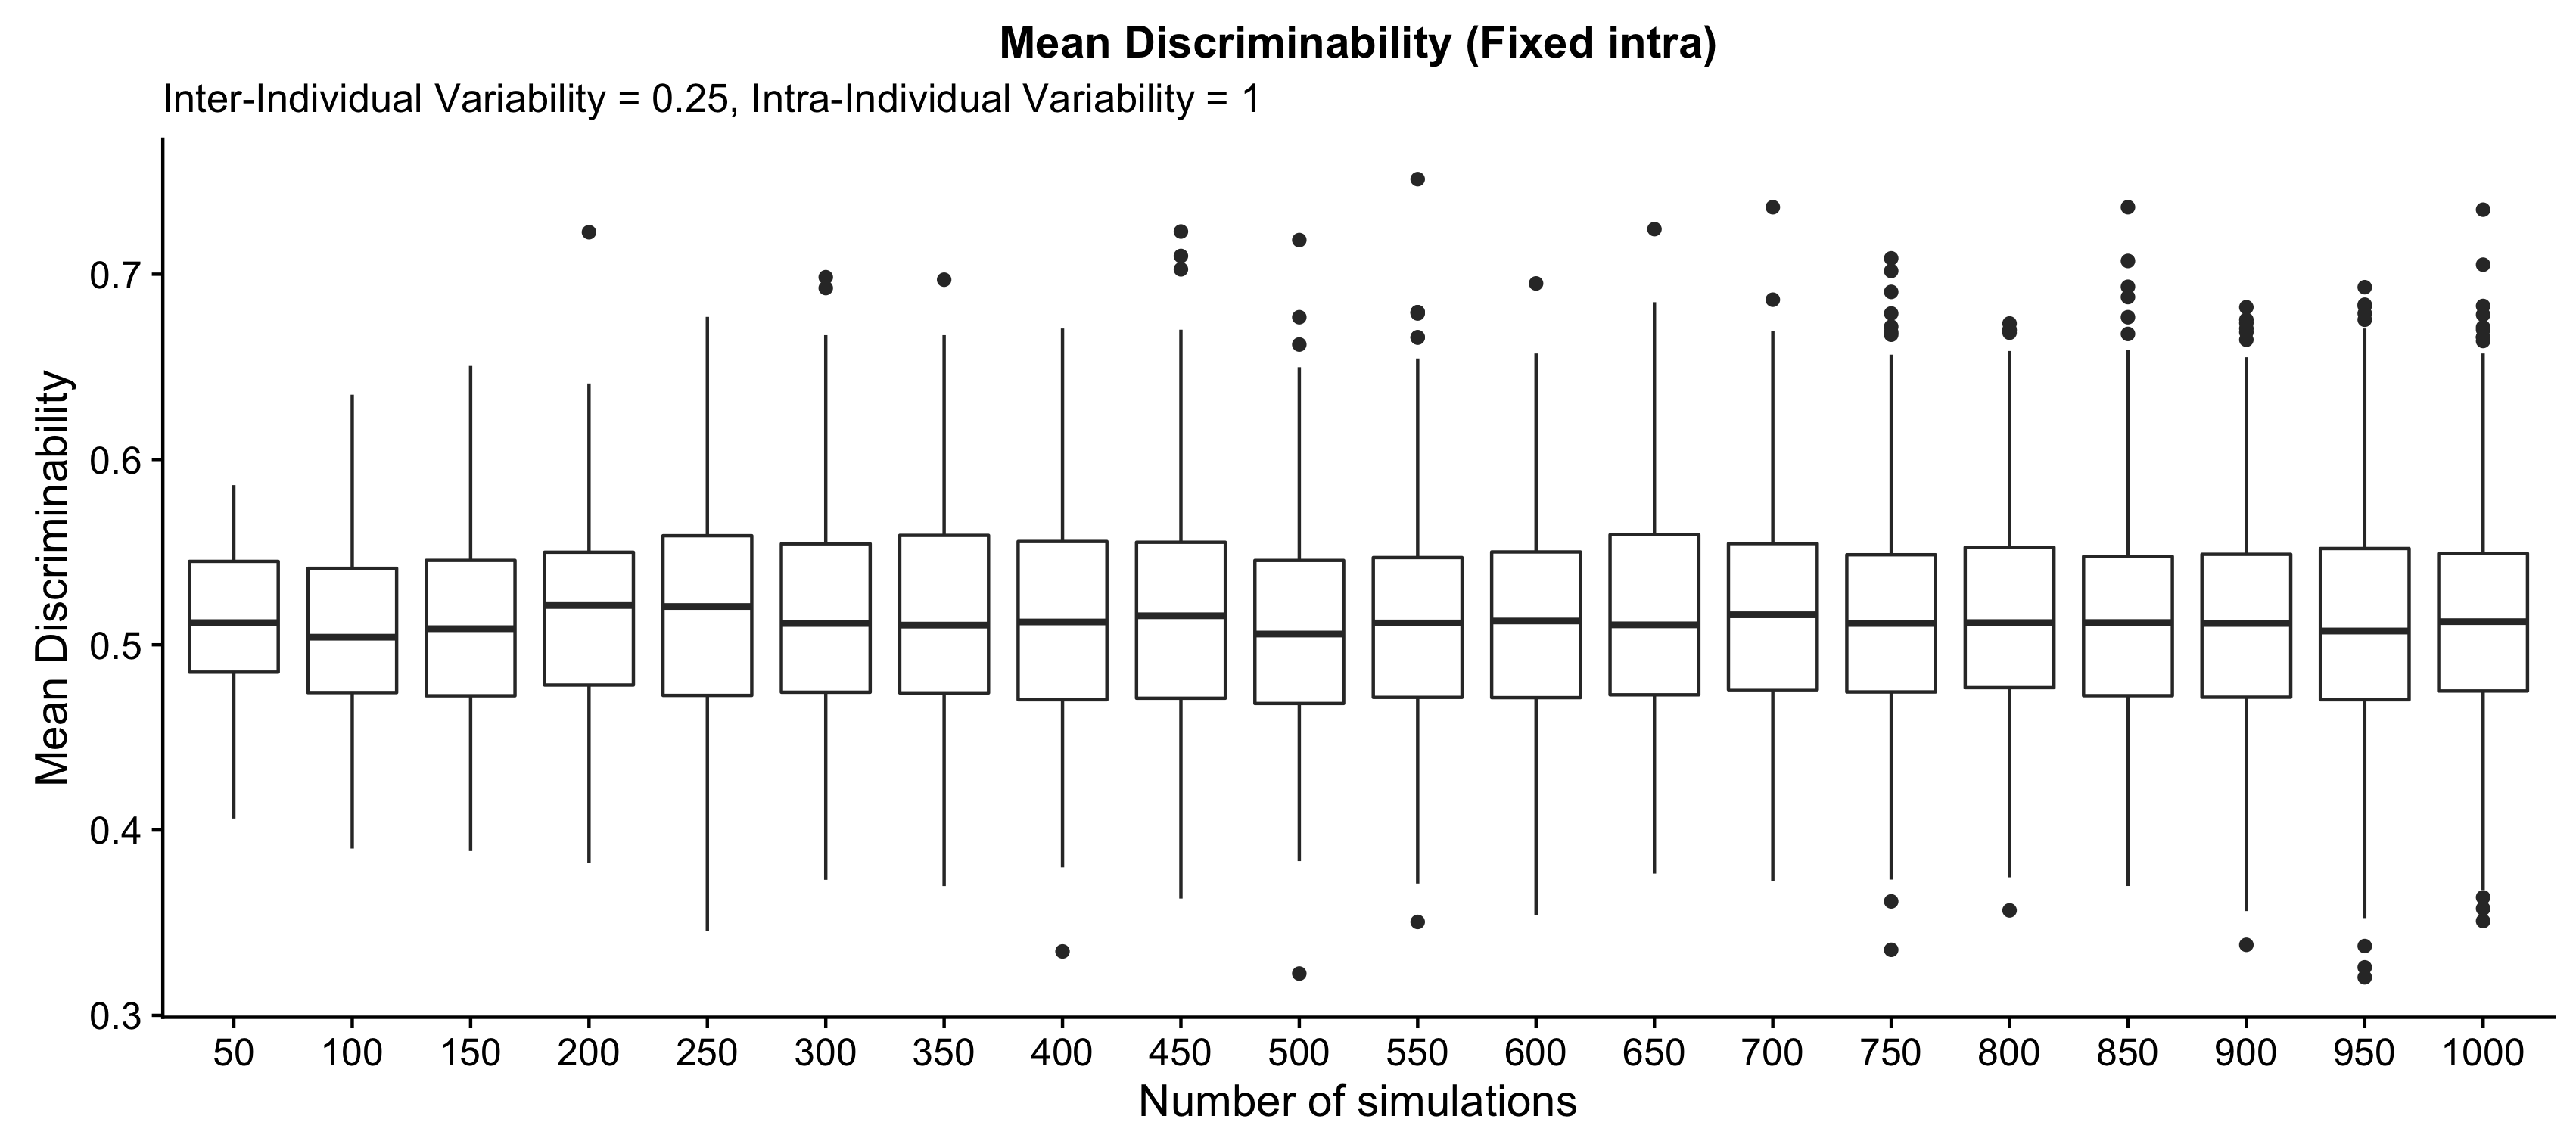 Mean Discriminability (Fixed intra)
Inter-Individual Variability = 0.25, Intra-Individual Variability = 1
Mean Discriminability
0.7
0.6
0.5
0.4
0.3
50 100 150 200 250 300 350 400 450 500 550 600 650 700 750 800 850 900 950 1000
Number of simulations